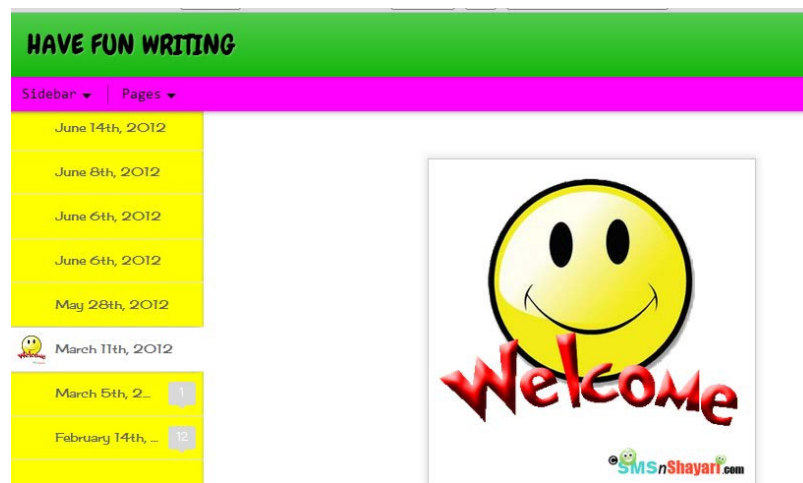 HAVE FUN WRITING
Sidebar Pages
June 14th, 2012
June 8th, 2012
June 6th, 2012
June 6th, 2012
May 28th, 2012
March 11th, 2012
March 5th, 2... 1
February 14th, ... 12
Welcome
©SMSnShayari.com